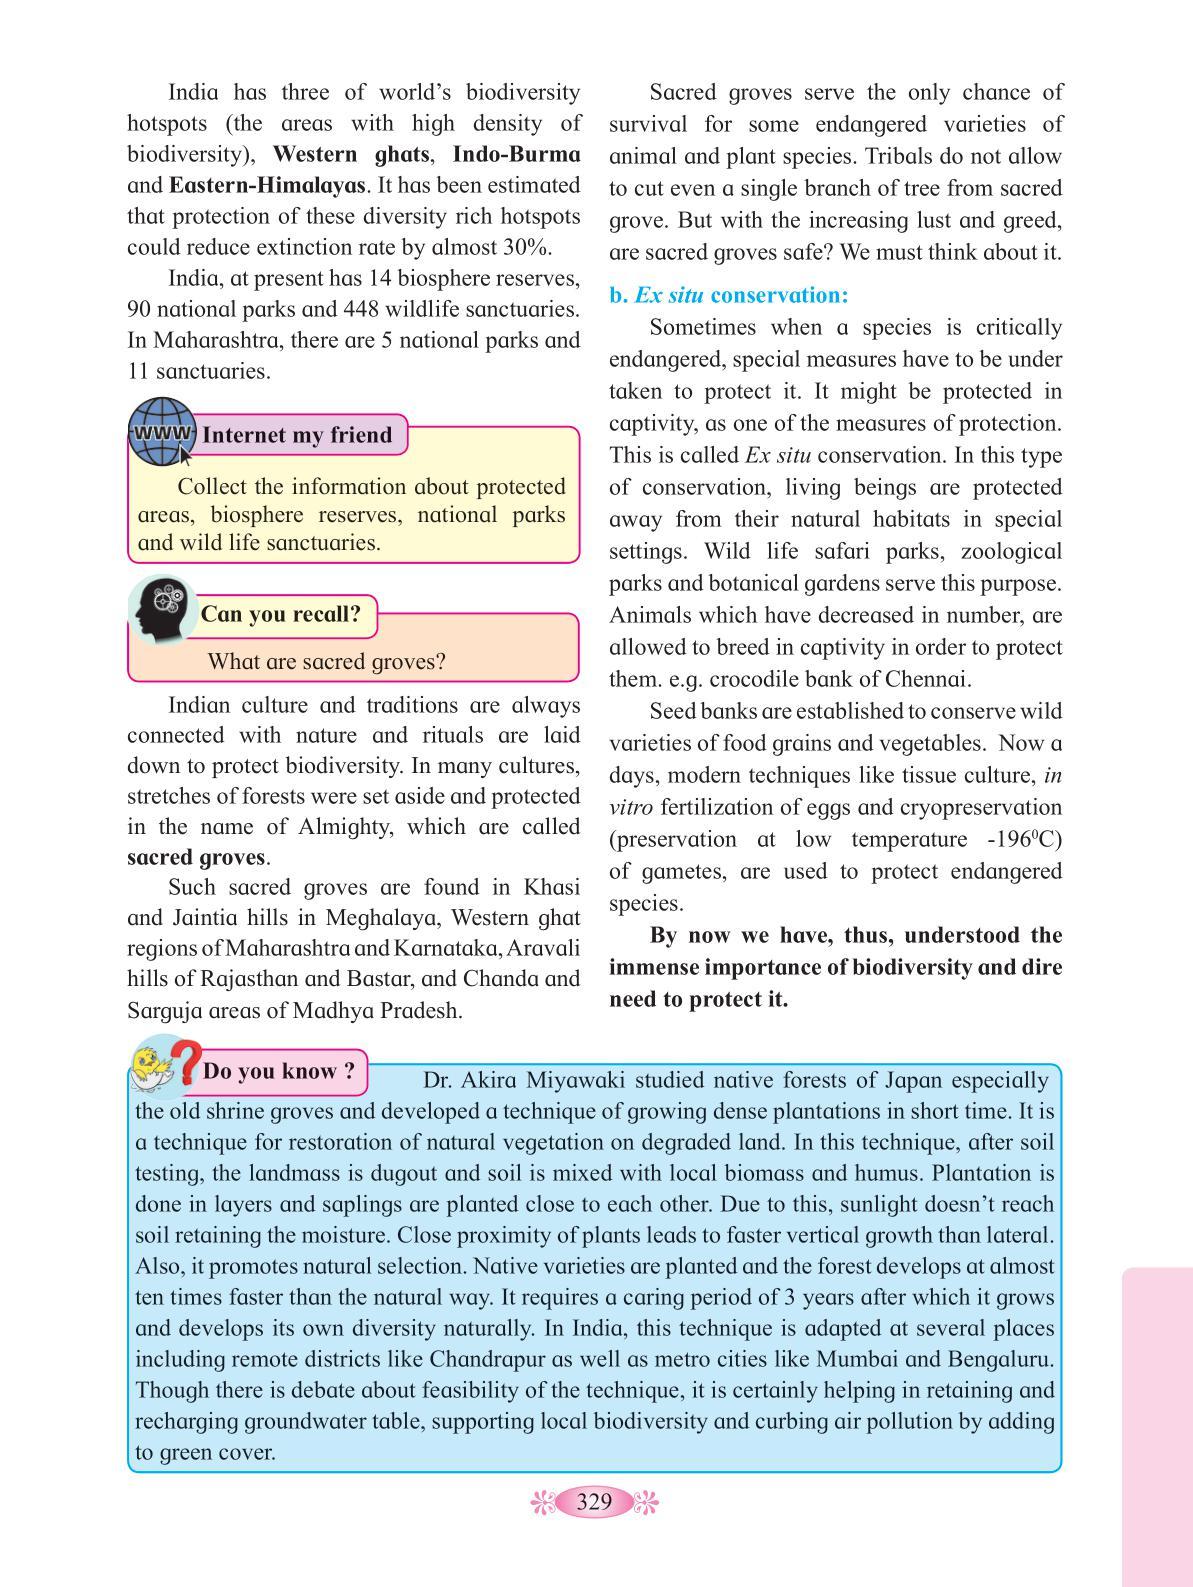 India has three of world’s biodiversity
hotspots (the areas with high density of
biodiversity), Western ghats, Indo-Burma
and Eastern-Himalayas. It has been estimated
that protection of these diversity rich hotspots
could reduce extinction rate by almost 30%.
India, at present has 14 biosphere reserves,
90 national parks and 448 wildlife sanctuaries.
In Maharashtra, there are 5 national parks and
11 sanctuaries.
WWW
Internet my friend
Collect the information about protected
areas, biosphere reserves, national parks
and wild life sanctuaries.
Can you recall?
What are sacred groves?
Indian culture and traditions are always
connected with nature and rituals are laid
down to protect biodiversity. In many cultures,
stretches of forests were set aside and protected
in the name of Almighty, which are called
sacred groves.
Such sacred groves are found in Khasi
and Jaintia hills in Meghalaya, Western ghat
regions of Maharashtra and Karnataka, Aravali
hills of Rajasthan and Bastar, and Chanda and
Sarguja areas of Madhya Pradesh.
Sacred groves serve the only chance of
survival for some endangered varieties of
animal and plant species. Tribals do not allow
to cut even a single branch of tree from sacred
grove. But with the increasing lust and greed,
are sacred groves safe? We must think about it.
b. Ex situ conservation:
Sometimes when a species is critically
endangered, special measures have to be under
taken to protect it. It might be protected in
captivity, as one of the measures of protection.
This is called Ex situ conservation. In this type
of conservation, living beings are protected
away from their natural habitats in special
settings. Wild life safari parks, zoological
parks and botanical gardens serve this purpose.
Animals which have decreased in number, are
allowed to breed in captivity in order to protect
them. e.g. crocodile bank of Chennai.
Seed banks are established to conserve wild
varieties of food grains and vegetables. Now a
days, modern techniques like tissue culture, in
vitro fertilization of eggs and cryopreservation
(preservation at low temperature -196⁰C)
of gametes, are used to protect endangered
species.
By now we have, thus, understood the
immense importance of biodiversity and dire
need to protect it.
Do you know ?
Dr. Akira Miyawaki studied native forests of Japan especially
the old shrine groves and developed a technique of growing dense plantations in short time. It is
a technique for restoration of natural vegetation on degraded land. In this technique, after soil
testing, the landmass is dugout and soil is mixed with local biomass and humus. Plantation is
done in layers and saplings are planted close to each other. Due to this, sunlight doesn’t reach
soil retaining the moisture. Close proximity of plants leads to faster vertical growth than lateral.
Also, it promotes natural selection. Native varieties are planted and the forest develops at almost
ten times faster than the natural way. It requires a caring period of 3 years after which it grows
and develops its own diversity naturally. In India, this technique is adapted at several places
including remote districts like Chandrapur as well as metro cities like Mumbai and Bengaluru.
Though there is debate about feasibility of the technique, it is certainly helping in retaining and
recharging groundwater table, supporting local biodiversity and curbing air pollution by adding
to green cover.
329